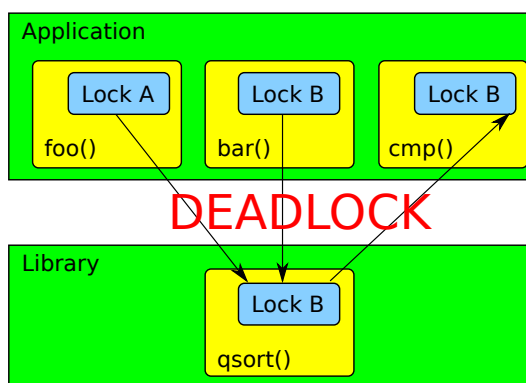 Application
Lock A
Lock B
Lock B
foo()
bar()
cmp()
DEADLOCK
Library
Lock B
qsort()